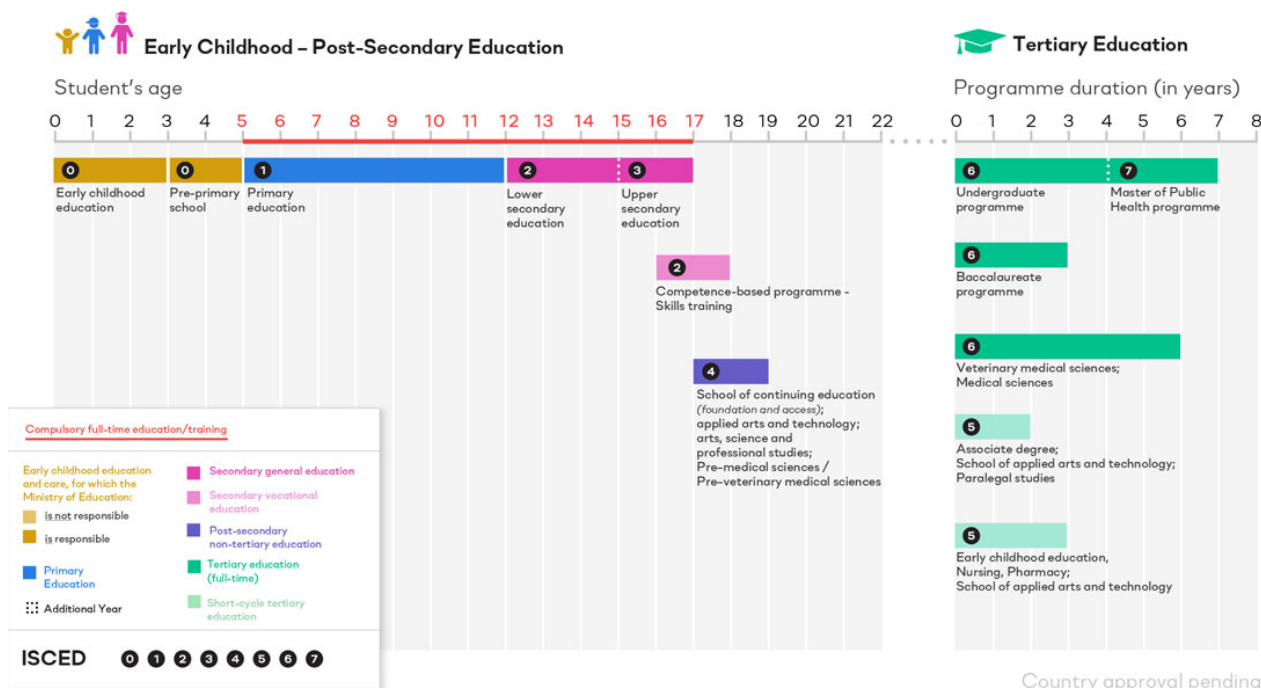 Early Childhood – Post-Secondary Education
Student's age
0 1 2 3 4 5 6 7 8 9 10 11 12 13 14 15 16 17 18 19 20 21 22
0
Early childhood
education
0
Pre-primary
school
1
Primary
education
2
Lower
secondary
education
3
Upper
secondary
education
2
Competence-based programme -
Skills training
4
School of continuing education
(foundation and access);
applied arts and technology;
arts, science and
professional studies;
Pre-medical sciences /
Pre-veterinary medical sciences
Tertiary Education
Programme duration (in years)
0 1 2 3 4 5 6 7 8
6
Undergraduate
programme
7
Master of Public
Health programme
6
Baccalaureate
programme
6
Veterinary medical sciences;
Medical sciences
5
Associate degree;
School of applied arts and technology;
Paralegal studies
5
Early childhood education,
Nursing, Pharmacy;
School of applied arts and technology
Compulsory full-time education/training
Early childhood education
and care, for which the
Ministry of Education:
is not responsible
is responsible
Primary
Education
Additional Year
Secondary general education
Secondary vocational
education
Post-secondary
non-tertiary education
Tertiary education
(full-time)
Short-cycle tertiary
education
ISCED 0 1 2 3 4 5 6 7
Country approval pending